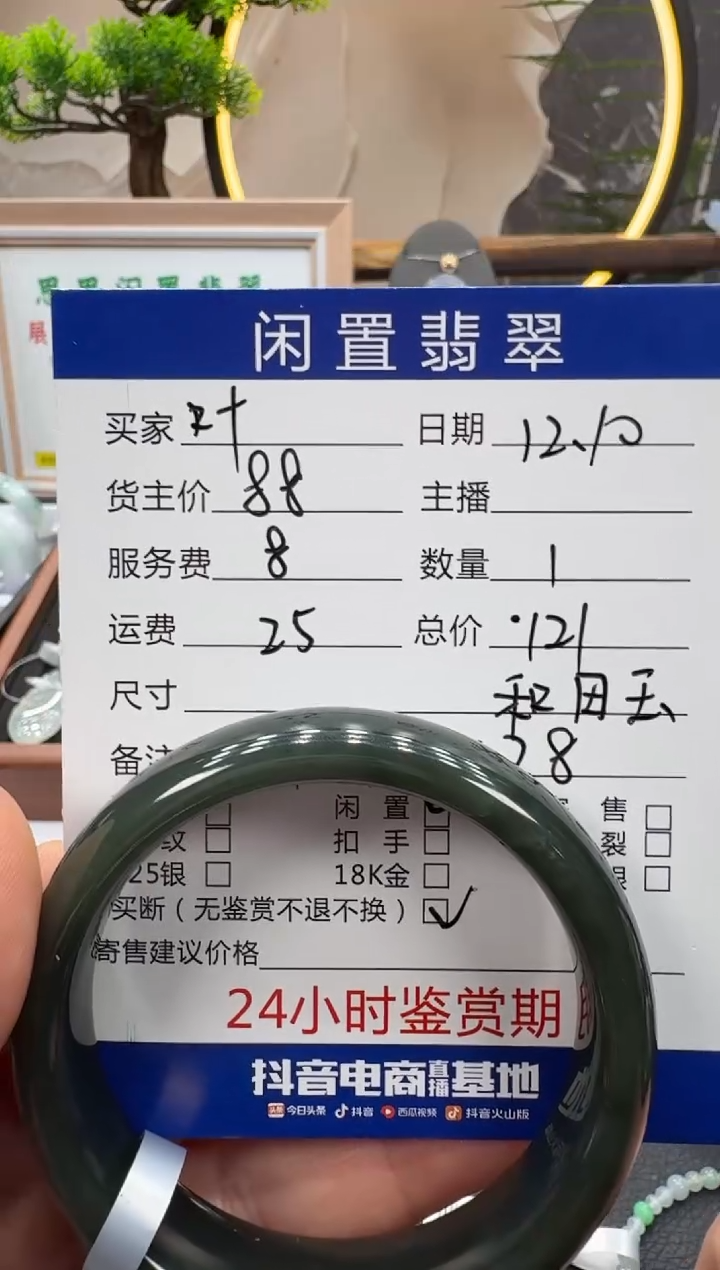 闲置翡翠
买家 叶 日期 12.10
货主价 88 主播
服务费 8 数量 1
运费 25 总价 121
尺寸 和田玉
备注 58
闲置 售
纹 扣手 裂
25银 18K金 银
买断（无鉴赏不退不换）
寄售建议价格
24小时鉴赏期
抖音电商直播基地
头条 今日头条 抖音 西瓜视频 抖音火山版